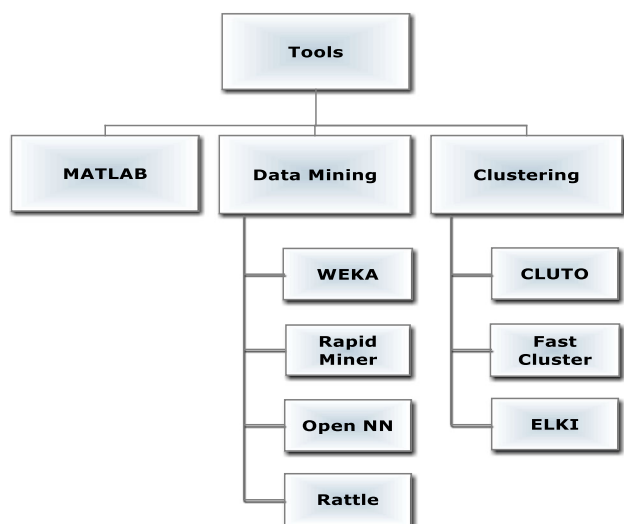 Tools
MATLAB
Data Mining
Clustering
WEKA
Rapid
Miner
Open NN
Rattle
CLUTO
Fast
Cluster
ELKI